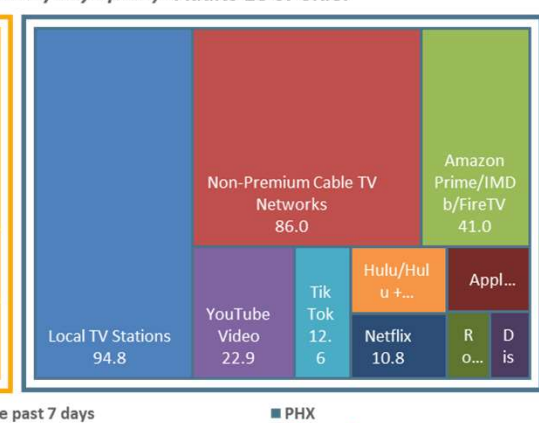 Non-Premium Cable TV
Networks
86.0
Amazon
Prime/IMD
b/FireTV
41.0
Local TV Stations
94.8
YouTube
Video
22.9
Tik
Tok
12.
6
Hulu/Hul
u +...
Netflix
10.8
Appl...
R
o...
D
is
e past 7 days
PHX